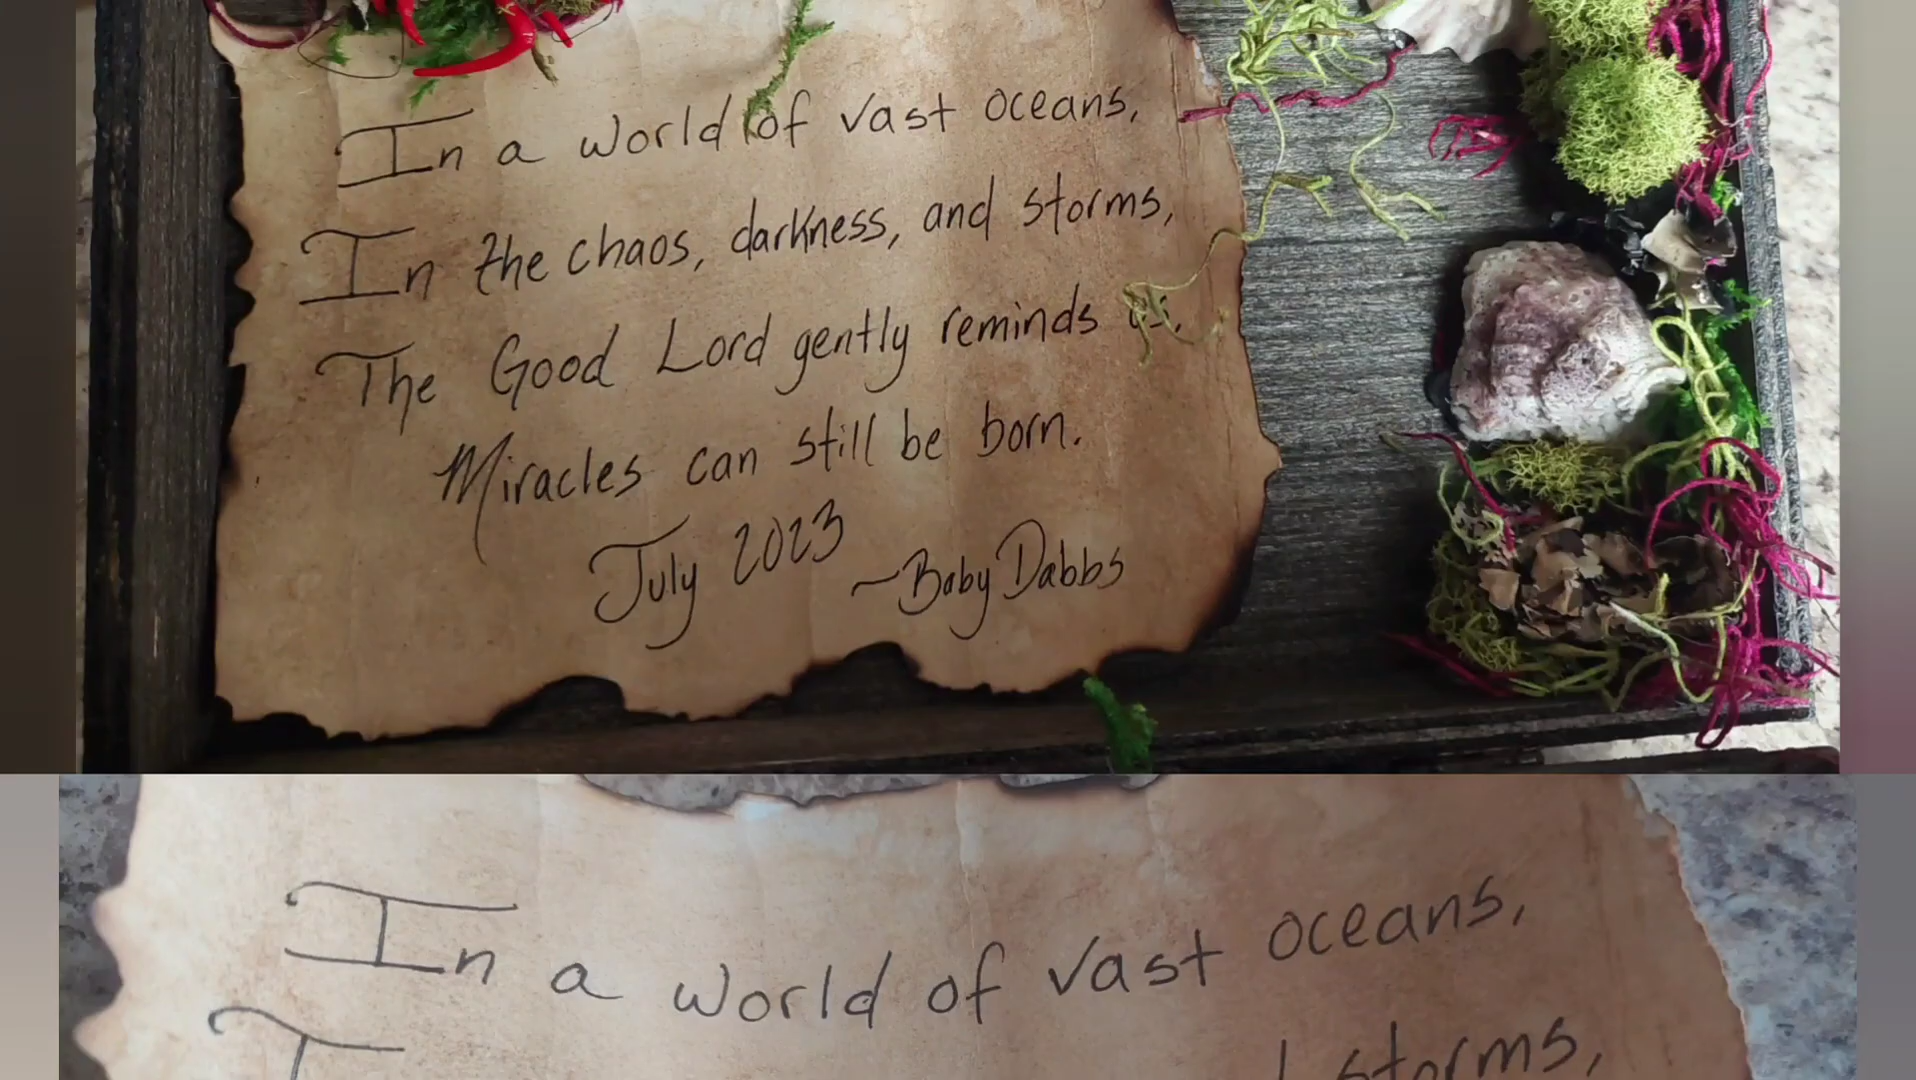 In a world of vast oceans,
In the chaos, darkness, and storms,
The Good Lord gently reminds us,
Miracles can still be born.
July 2023
~Baby Dabbs
In a world of vast oceans,
storms,